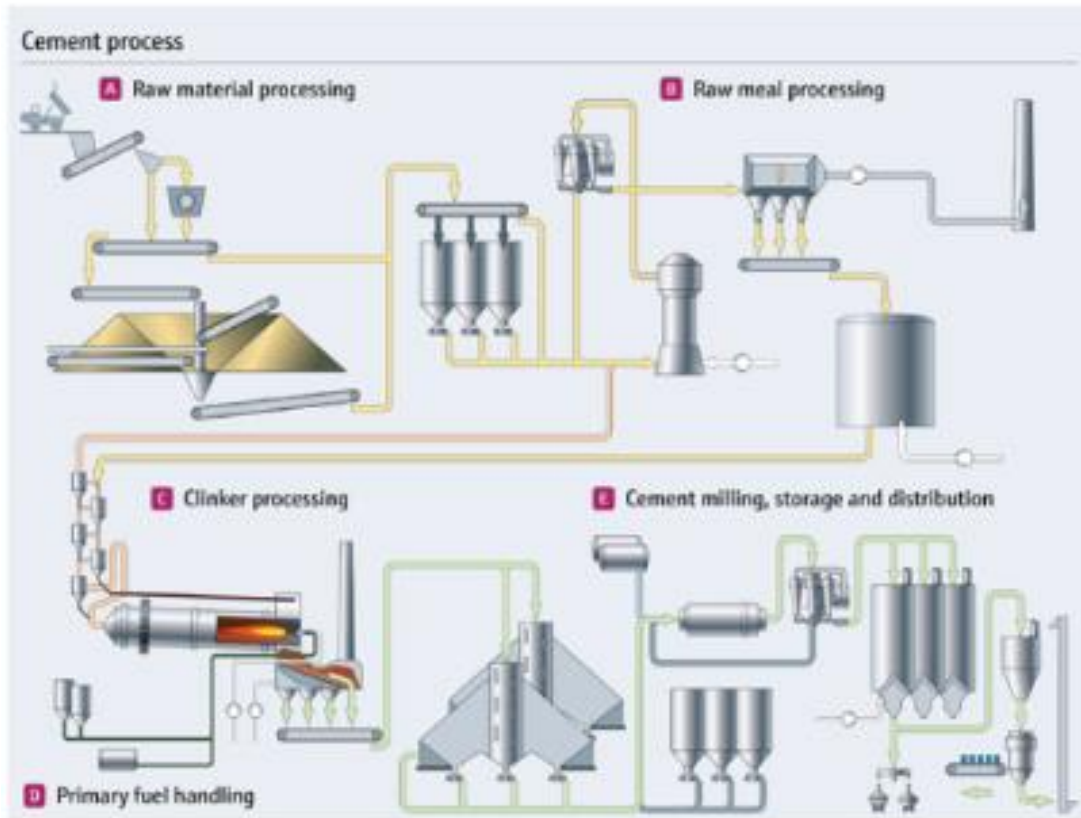 Cement process
A Raw material processing
B Raw meal processing
C Clinker processing
E Cement milling, storage and distribution
D Primary fuel handling